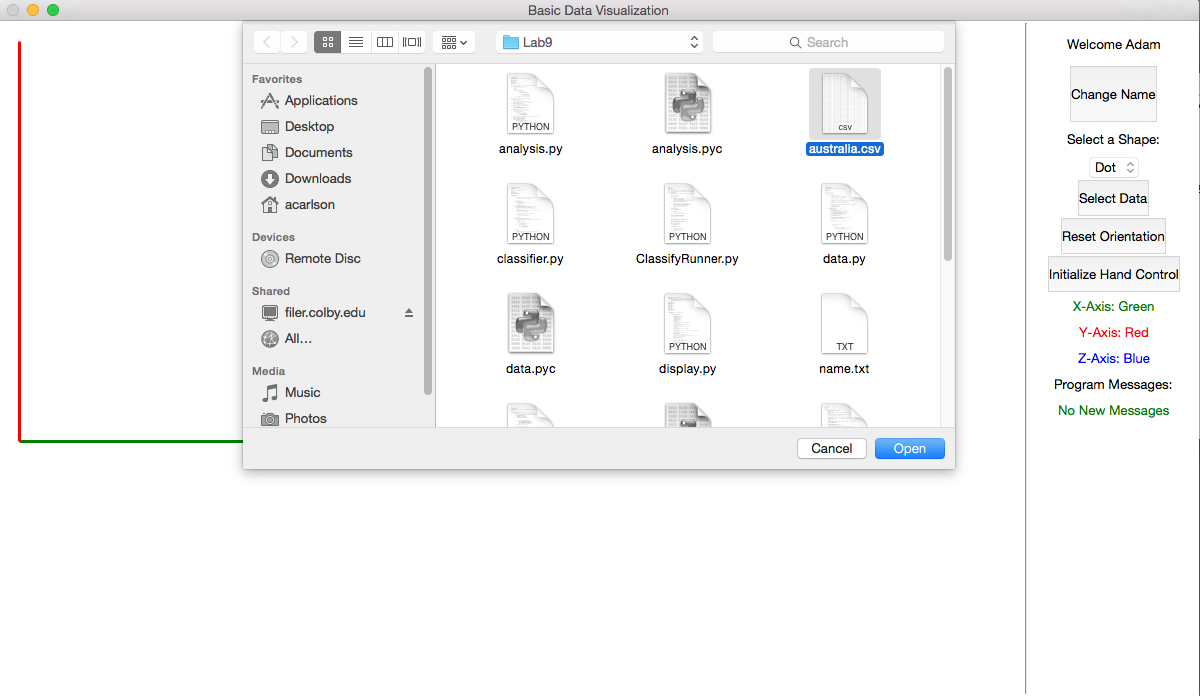 Basic Data Visualization
Lab9
Search
Favorites
Applications
Desktop
Documents
Downloads
acarlson
Devices
Remote Disc
Shared
filer.colby.edu
All...
Media
Music
Photos
PYTHON
analysis.py
analysis.pyc
csv
australia.csv
PYTHON
classifier.py
PYTHON
ClassifyRunner.py
PYTHON
data.py
data.pyc
PYTHON
display.py
TXT
name.txt
Cancel
Open
Welcome Adam
Change Name
Select a Shape:
Dot
Select Data
Reset Orientation
Initialize Hand Control
X-Axis: Green
Y-Axis: Red
Z-Axis: Blue
Program Messages:
No New Messages